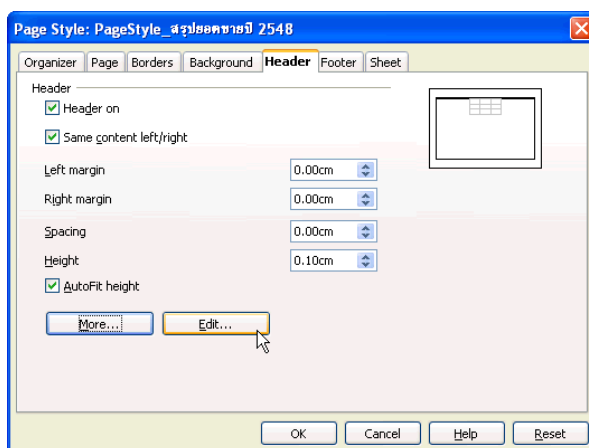 Page Style: PageStyle_สรุปยอดขายปี 2548
Organizer Page Borders Background Header Footer Sheet
Header
Header on
Same content left/right
Left margin 0.00cm
Right margin 0.00cm
Spacing 0.00cm
Height 0.10cm
AutoFit height
More... Edit...
OK Cancel Help Reset